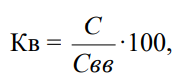 Кв = C / Cвв ·100,